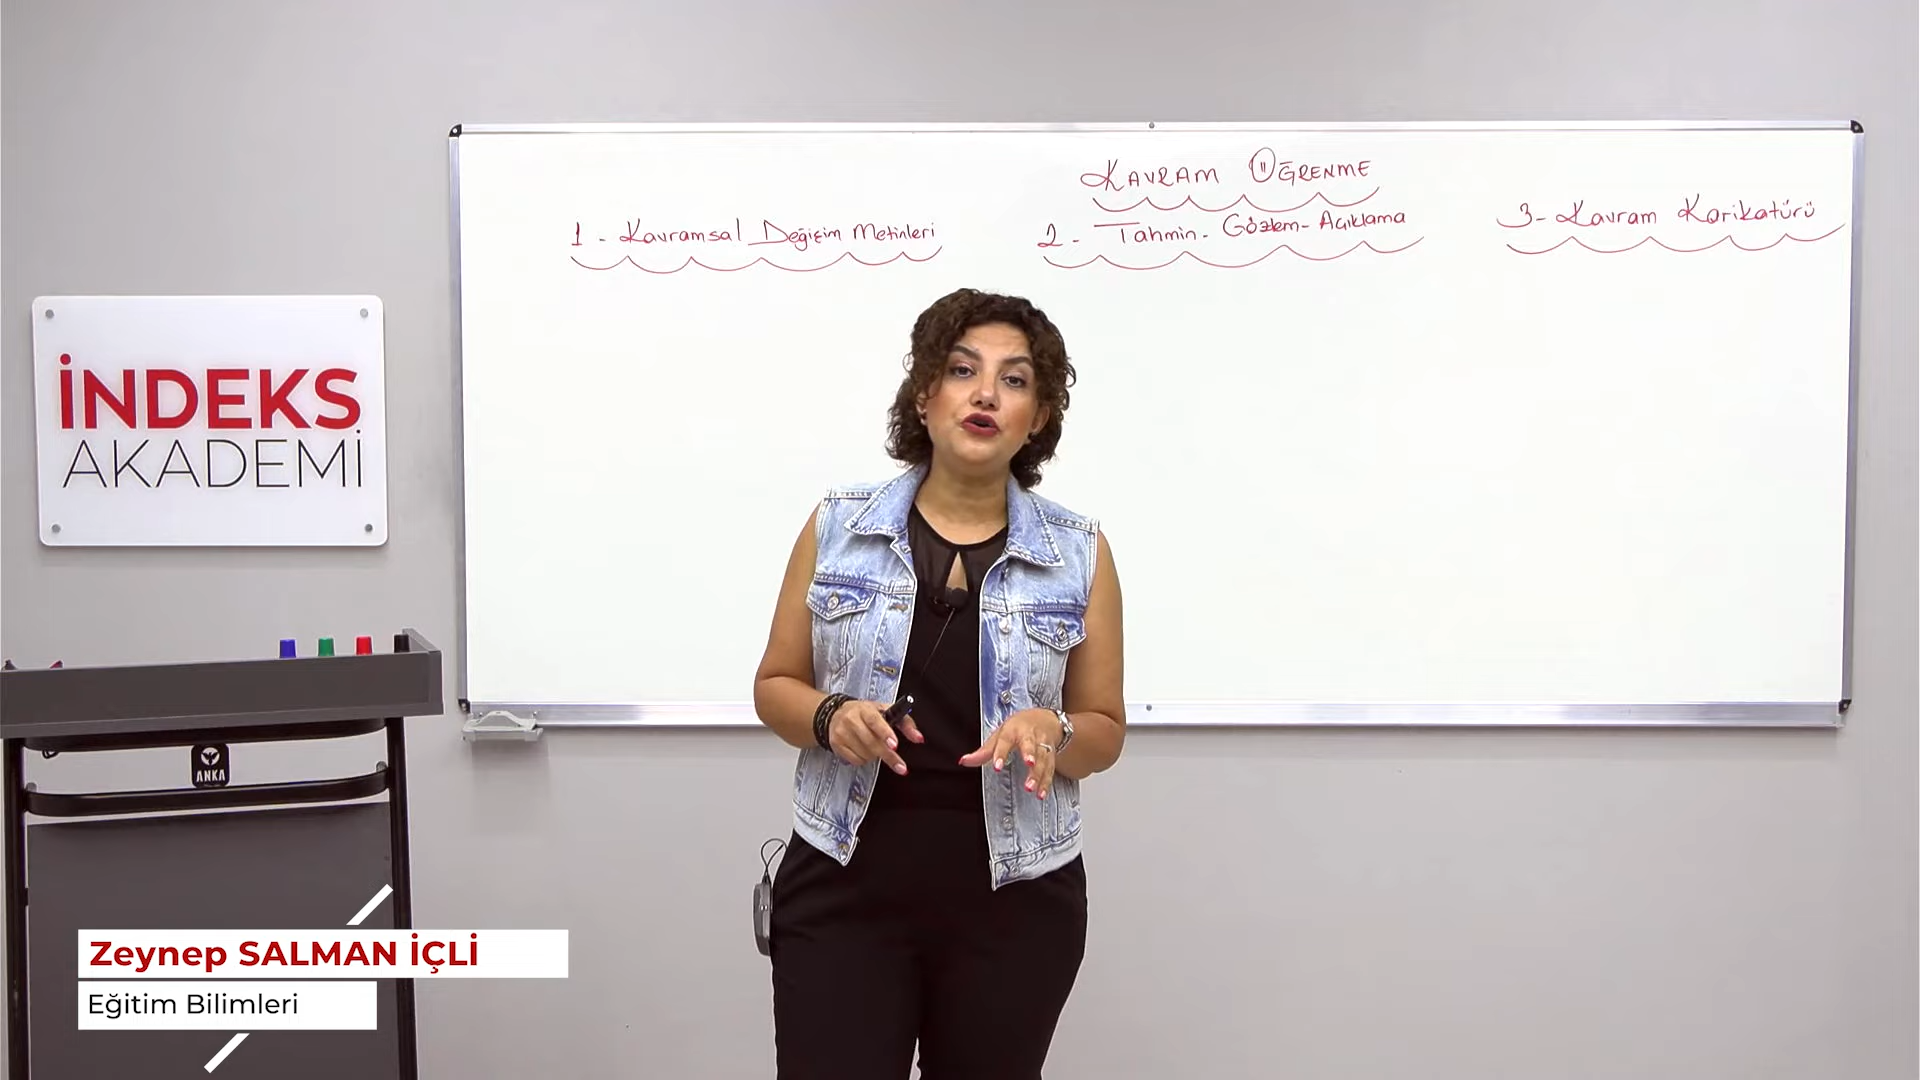 KAVRAM ÖĞRENME
1 - Kavramsal Değişim Metinleri
2 - Tahmin - Gözlem - Açıklama
3 - Kavram Karikatürü
İNDEKS
AKADEMİ
ANKA
Zeynep SALMAN İÇLİ
Eğitim Bilimleri